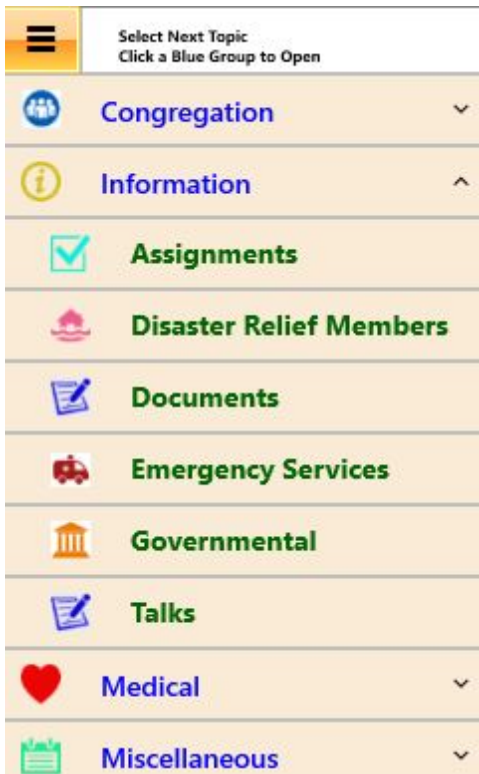 Select Next Topic
Click a Blue Group to Open
Congregation
Information
Assignments
Disaster Relief Members
Documents
Emergency Services
Governmental
Talks
Medical
Miscellaneous